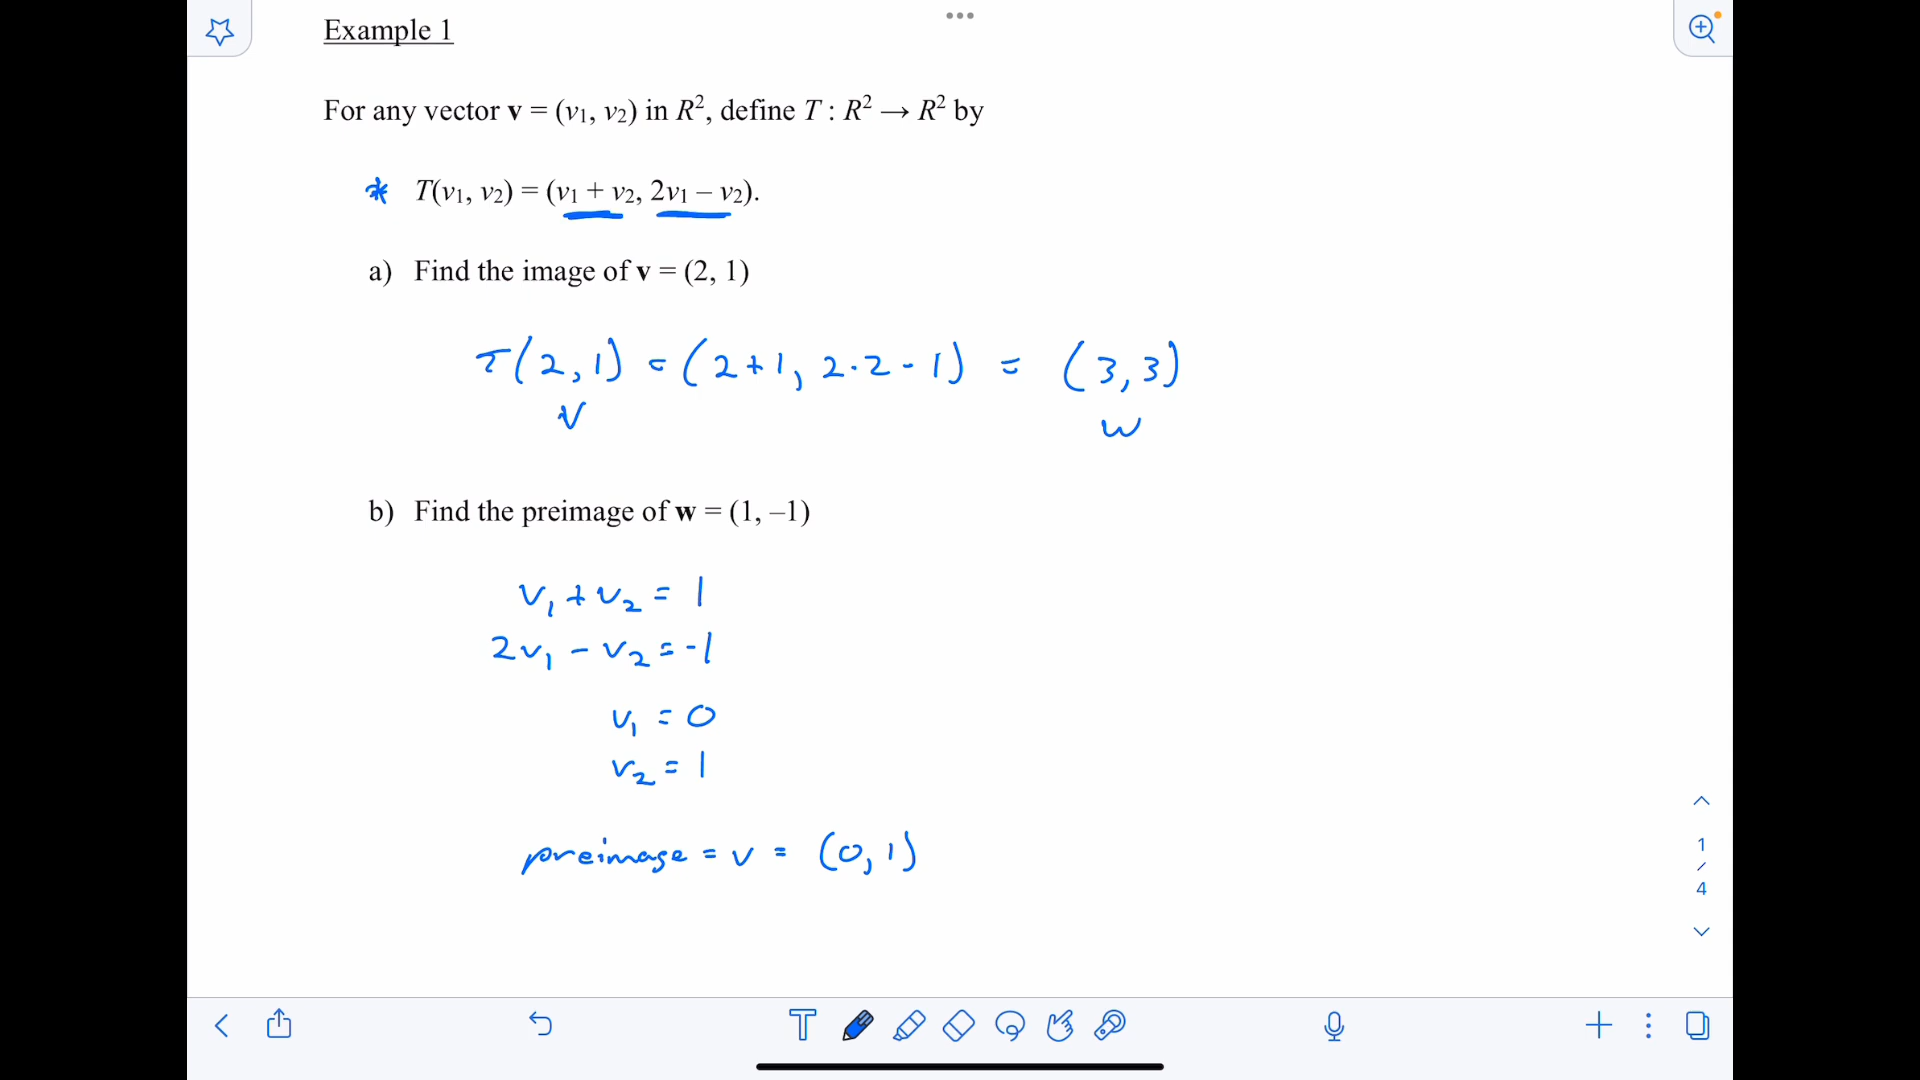 Example 1
For any vector v = (v₁, v₂) in R², define T : R² → R² by
* T(v₁, v₂) = (v₁ + v₂, 2v₁ – v₂).
a) Find the image of v = (2, 1)
T(2,1) = (2+1, 2·2-1) = (3,3)
v w
b) Find the preimage of w = (1, –1)
v₁ + v₂ = 1
2v₁ - v₂ = -1
v₁ = 0
v₂ = 1
preimage = v = (0,1)
1
/
4
T